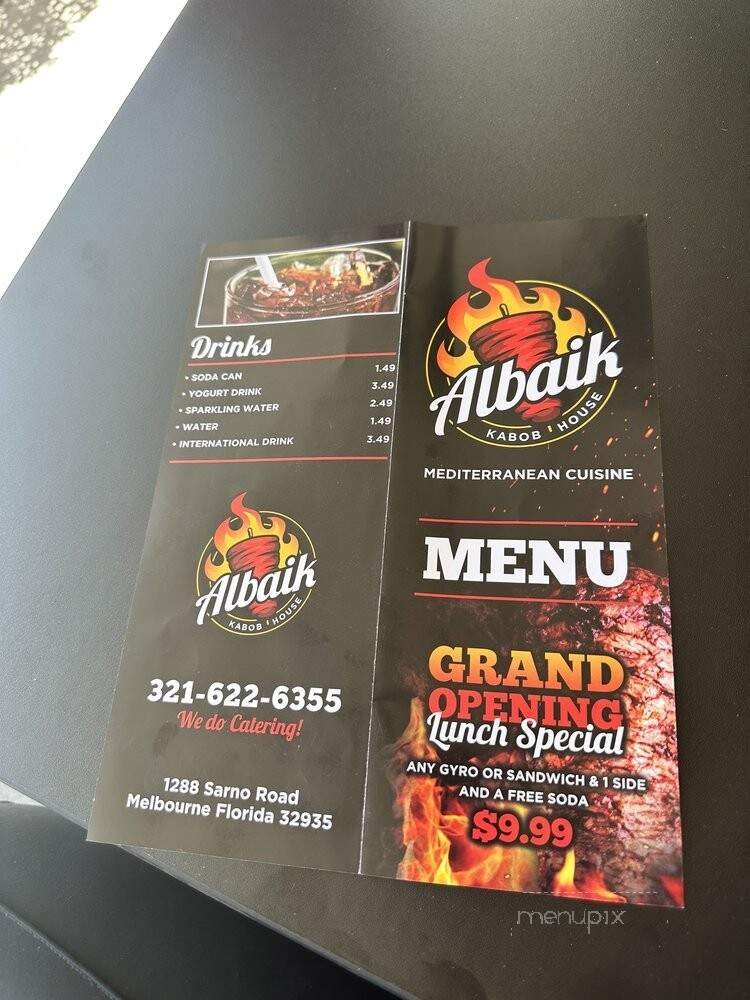 Drinks
• SODA CAN 1.49
• YOGURT DRINK 3.49
• SPARKLING WATER 2.49
• WATER 1.49
• INTERNATIONAL DRINK 3.49
Albaik
KABOB HOUSE
321-622-6355
We do Catering!
1288 Sarno Road
Melbourne Florida 32935
Albaik
KABOB HOUSE
MEDITERRANEAN CUISINE
MENU
GRAND
OPENING
Lunch Special
ANY GYRO OR SANDWICH & 1 SIDE
AND A FREE SODA
$9.99
menupix